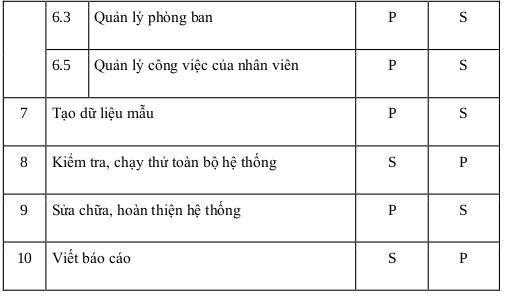 6.3 Quản lý phòng ban P S
6.5 Quản lý công việc của nhân viên P S
7 Tạo dữ liệu mẫu P S
8 Kiểm tra, chạy thử toàn bộ hệ thống S P
9 Sửa chữa, hoàn thiện hệ thống P S
10 Viết báo cáo S P